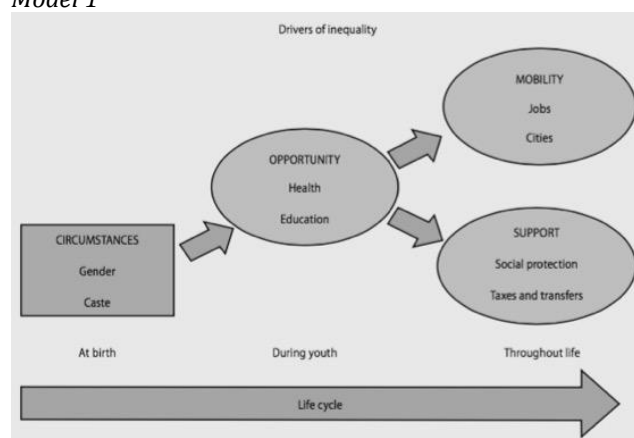 Model 1
Drivers of inequality
MOBILITY
Jobs
Cities
OPPORTUNITY
Health
Education
CIRCUMSTANCES
Gender
Caste
SUPPORT
Social protection
Taxes and transfers
At birth
During youth
Throughout life
Life cycle